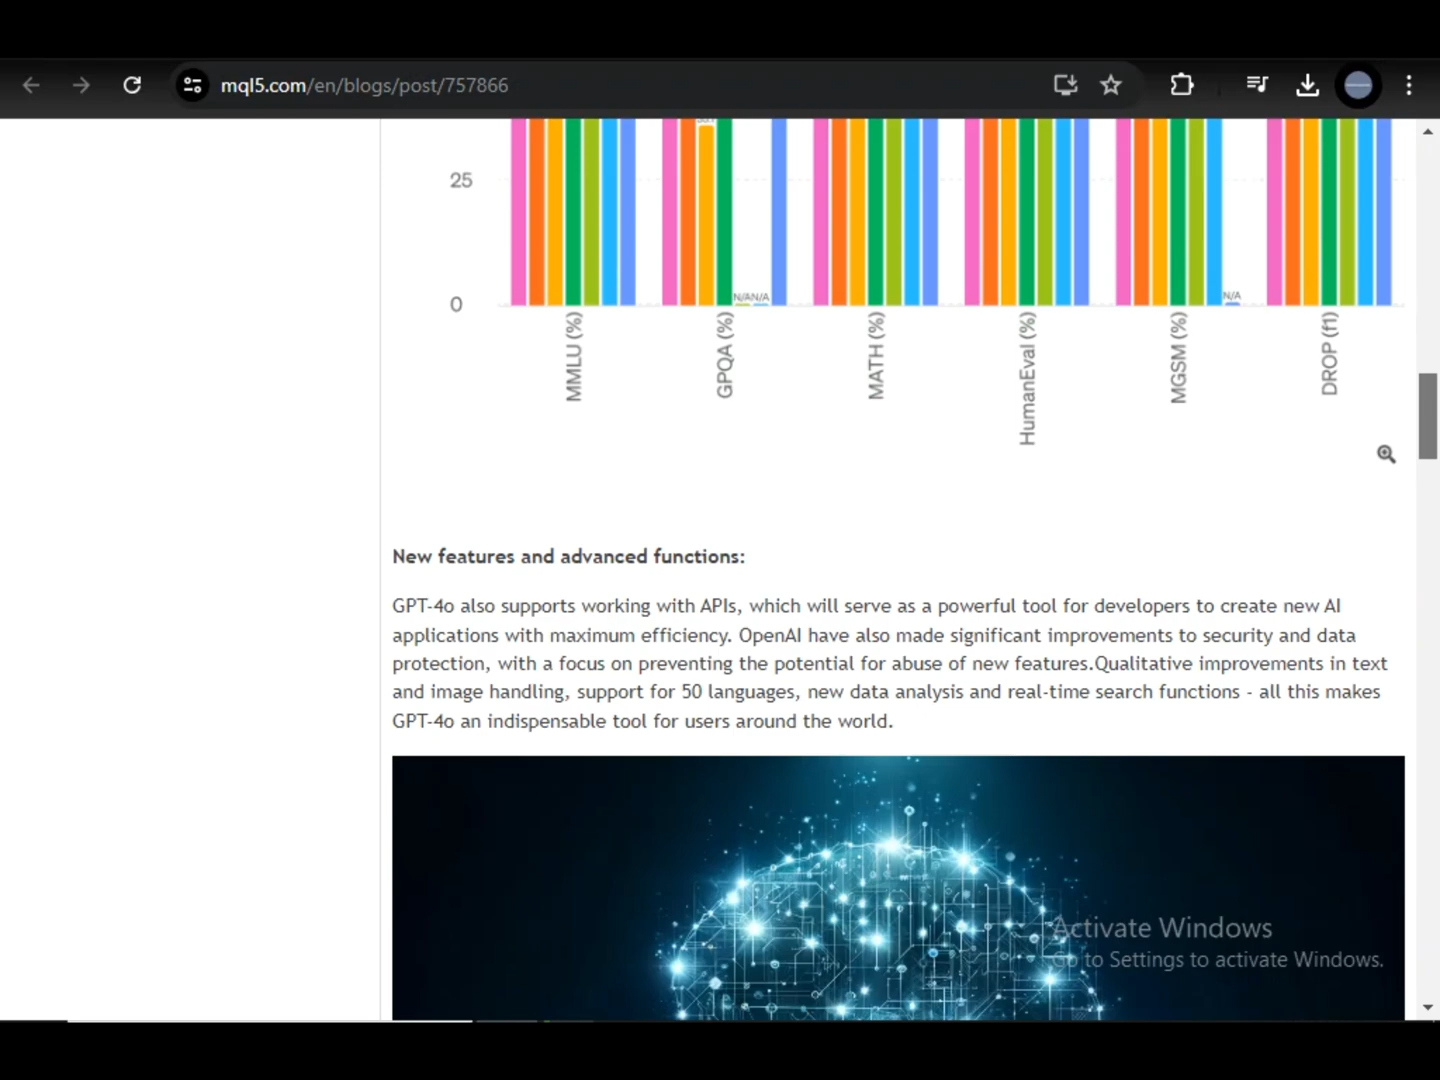 mql5.com/en/blogs/post/757866
25
N/A N/A
N/A
0
MMLU (%)
GPQA (%)
MATH (%)
HumanEval (%)
MGSM (%)
DROP (f1)
New features and advanced functions:
GPT-4o also supports working with APIs, which will serve as a powerful tool for developers to create new AI
applications with maximum efficiency. OpenAI have also made significant improvements to security and data
protection, with a focus on preventing the potential for abuse of new features.Qualitative improvements in text
and image handling, support for 50 languages, new data analysis and real-time search functions - all this makes
GPT-4o an indispensable tool for users around the world.
Activate Windows
Go to Settings to activate Windows.